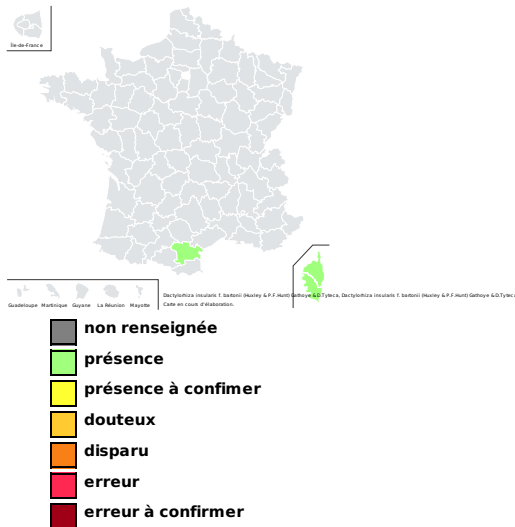 Île-de-France
Guadeloupe Martinique Guyane La Réunion Mayotte
Dactylorhiza insularis f. bartonii (Huxley & P.F.Hunt) Gathoye & D.Tyteca, Dactylorhiza insularis f. bartonii (Huxley & P.F.Hunt) Gathoye & D.Tyteca
Carte en cours d'élaboration.
non renseignée
présence
présence à confimer
douteux
disparu
erreur
erreur à confirmer